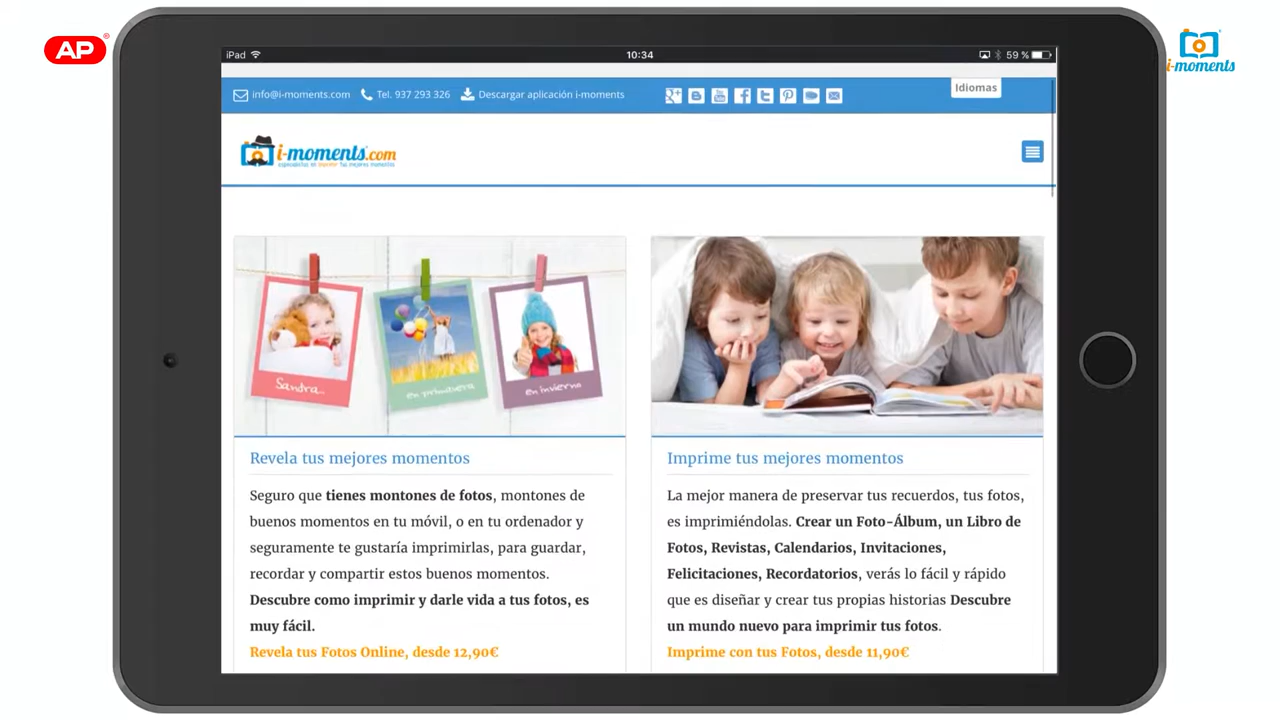 AP®
i-moments
iPad
10:34
59 %
info@i-moments.com
Tel. 937 293 326
Descargar aplicación i-moments
Idiomas
i-moments.com
especialistas en imprimir tus mejores momentos
Sandra..
en primavera
en invierno
Revela tus mejores momentos
Seguro que tienes montones de fotos, montones de
buenos momentos en tu móvil, o en tu ordenador y
seguramente te gustaría imprimirlas, para guardar,
recordar y compartir estos buenos momentos.
Descubre como imprimir y darle vida a tus fotos, es
muy fácil.
Revela tus Fotos Online, desde 12,90€
Imprime tus mejores momentos
La mejor manera de preservar tus recuerdos, tus fotos,
es imprimiéndolas. Crear un Foto-Álbum, un Libro de
Fotos, Revistas, Calendarios, Invitaciones,
Felicitaciones, Recordatorios, verás lo fácil y rápido
que es diseñar y crear tus propias historias Descubre
un mundo nuevo para imprimir tus fotos.
Imprime con tus Fotos, desde 11,90€